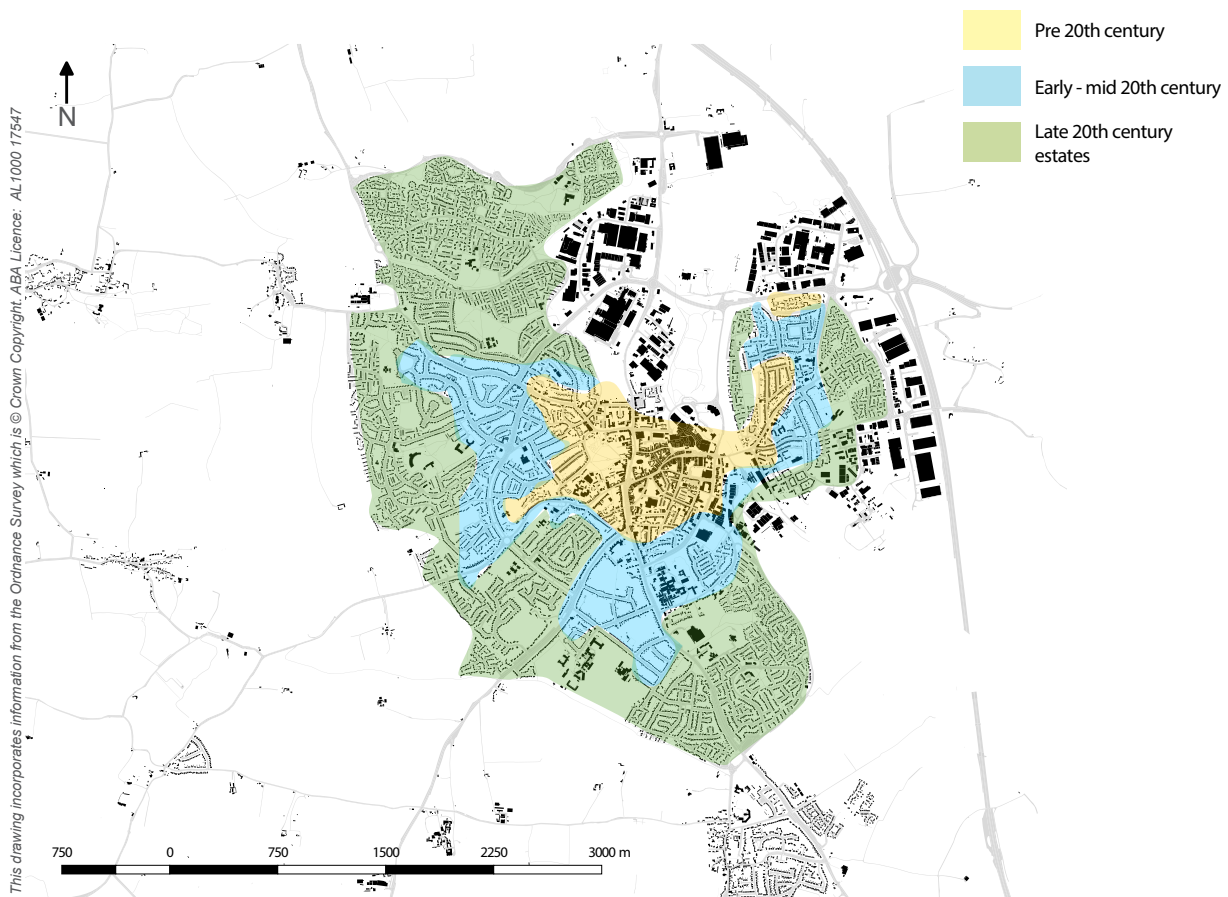 Pre 20th century
Early - mid 20th century
Late 20th century
estates
N
This drawing incorporates information from the Ordnance Survey which is © Crown Copyright. ABA Licence: AL1000 17547
750 0 750 1500 2250 3000 m